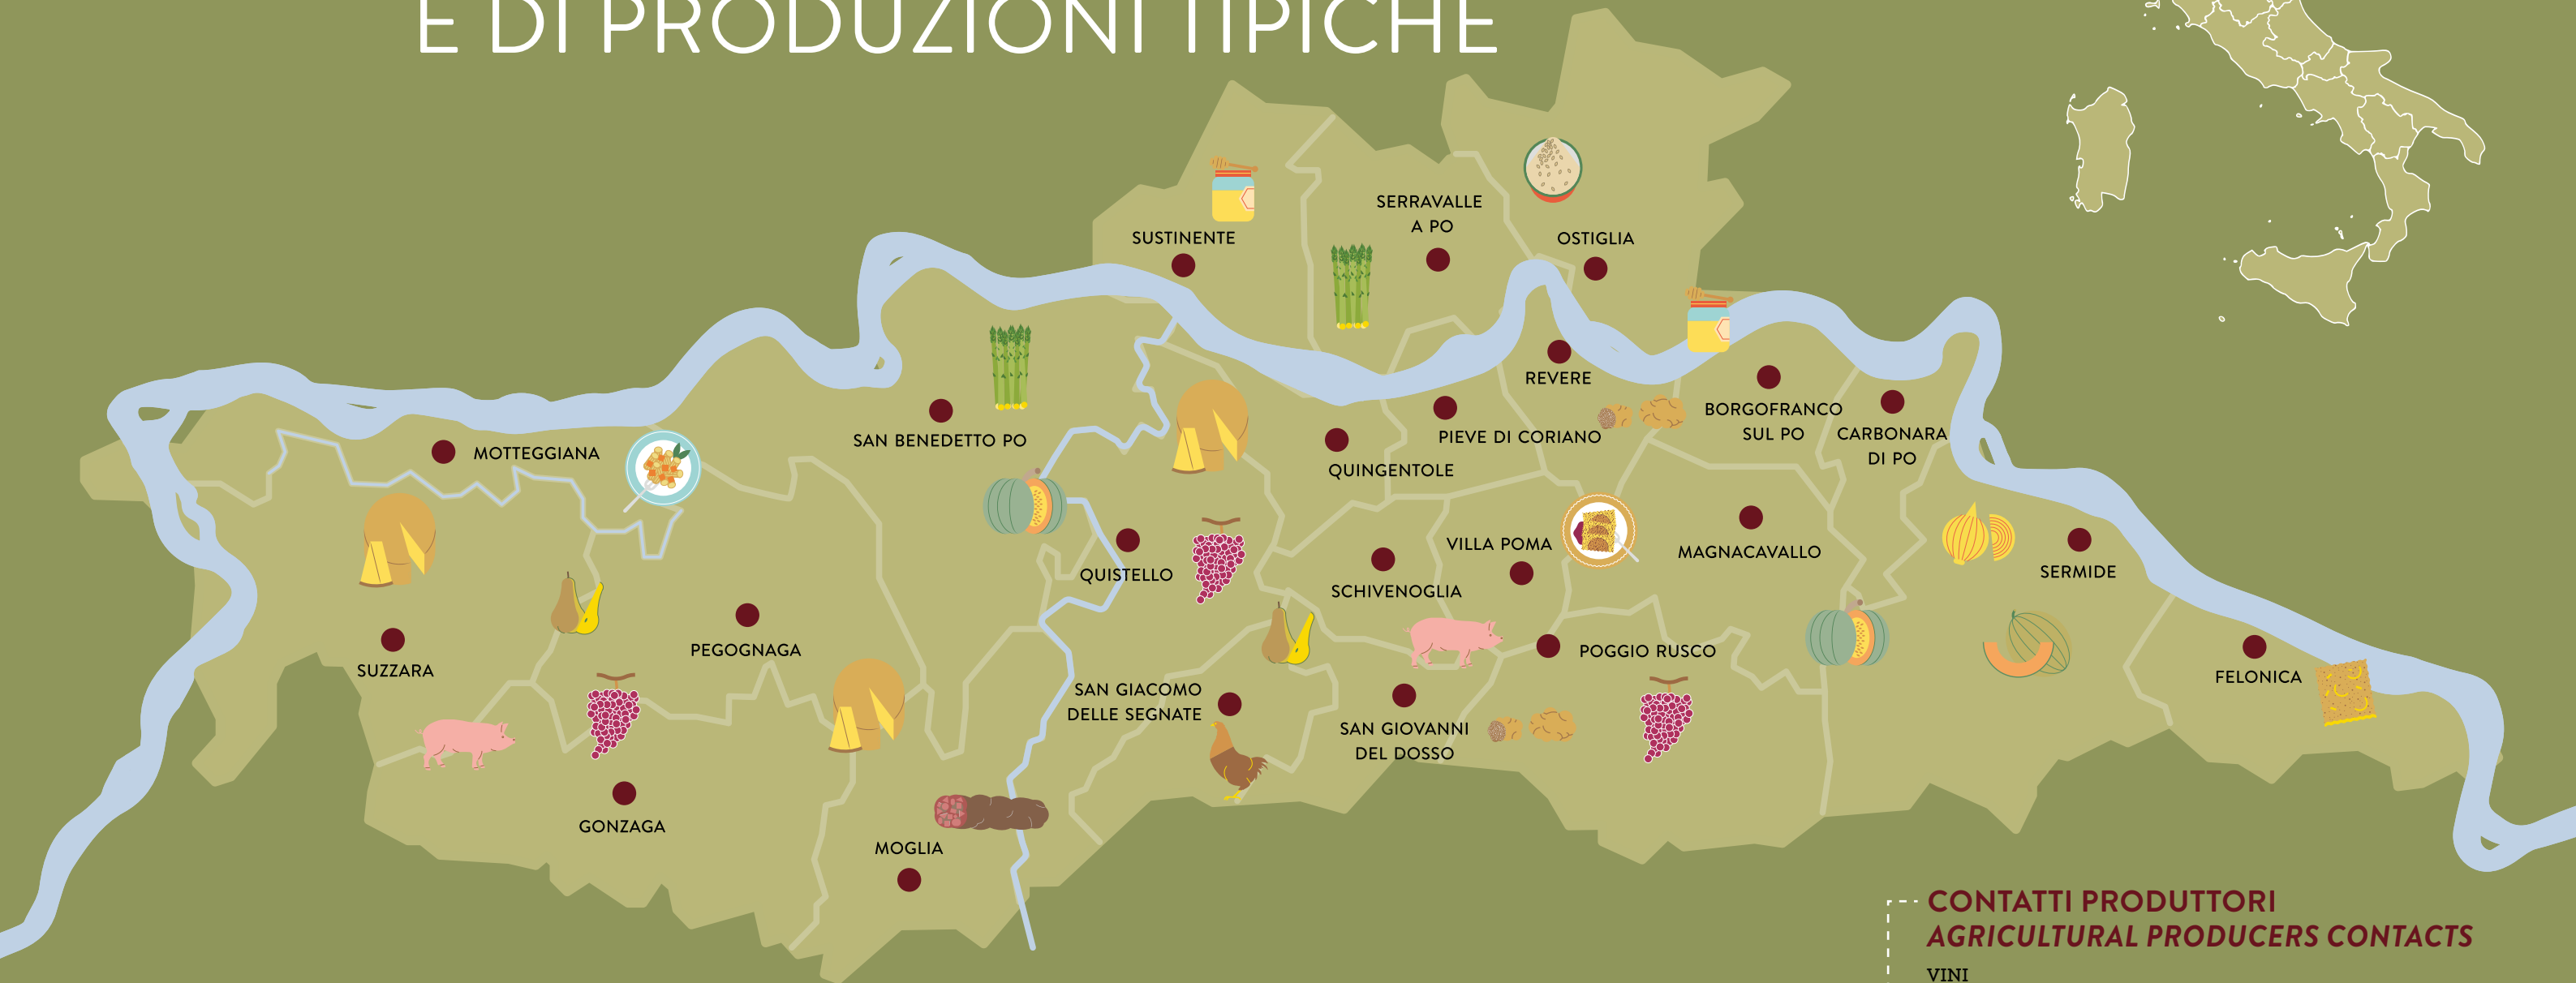 E DI PRODUZIONI TIPICHE
SERRAVALLE
A PO
SUSTINENTE
OSTIGLIA
REVERE
BORGOFRANCO
SUL PO
CARBONARA
DI PO
SAN BENEDETTO PO
PIEVE DI CORIANO
MOTTEGGIANA
QUINGENTOLE
VILLA POMA
MAGNACAVALLO
QUISTELLO
SERMIDE
SCHIVENOGLIA
PEGOGNAGA
POGGIO RUSCO
SUZZARA
FELONICA
SAN GIACOMO
DELLE SEGNATE
SAN GIOVANNI
DEL DOSSO
GONZAGA
MOGLIA
CONTATTI PRODUTTORI
AGRICULTURAL PRODUCERS CONTACTS
VINI